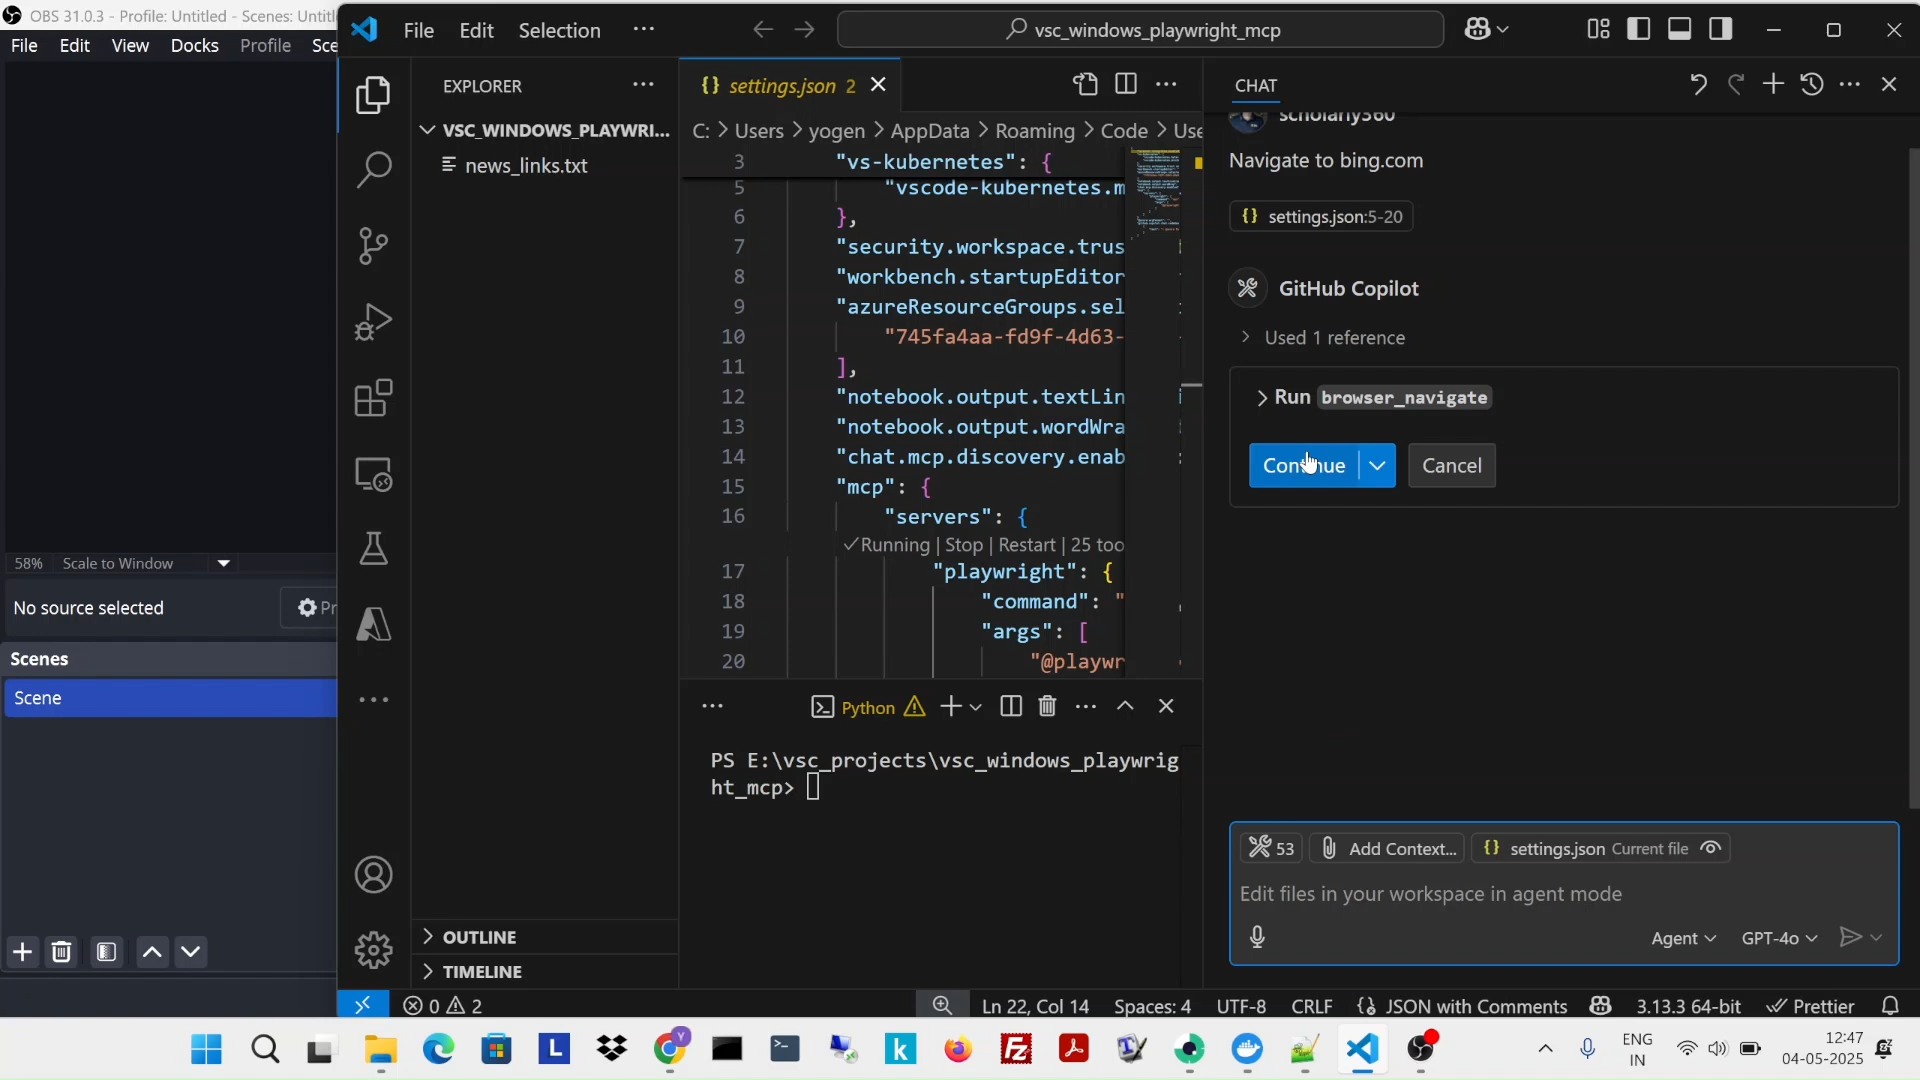 OBS 31.0.3 - Profile: Untitled - Scenes: Untitl
File Edit View Docks Profile Sce
58% Scale to Window
No source selected
Scenes
Scene
File Edit Selection ...
vsc_windows_playwright_mcp
EXPLORER
VSC_WINDOWS_PLAYWRI...
news_links.txt
OUTLINE
TIMELINE
{} settings.json 2
C: > Users > yogen > AppData > Roaming > Code > Use
3 "vs-kubernetes": {
5 "vscode-kubernetes.m
6 },
7 "security.workspace.trus
8 "workbench.startupEditor
9 "azureResourceGroups.sel
10 "745fa4aa-fd9f-4d63-
11 ],
12 "notebook.output.textLin
13 "notebook.output.wordWra
14 "chat.mcp.discovery.enab
15 "mcp": {
16 "servers": {
✓Running | Stop | Restart | 25 too
17 "playwright": {
18 "command": "
19 "args": [
20 "@playwr
Python
PS E:\vsc_projects\vsc_windows_playwrig
ht_mcp>
CHAT
scholarly360
Navigate to bing.com
{} settings.json:5-20
GitHub Copilot
> Used 1 reference
> Run browser_navigate
Continue
Cancel
53 Add Context... {} settings.json Current file
Edit files in your workspace in agent mode
Agent GPT-4o
0 2 Ln 22, Col 14 Spaces: 4 UTF-8 CRLF JSON with Comments 3.13.3 64-bit Prettier
ENG
IN
12:47
04-05-2025